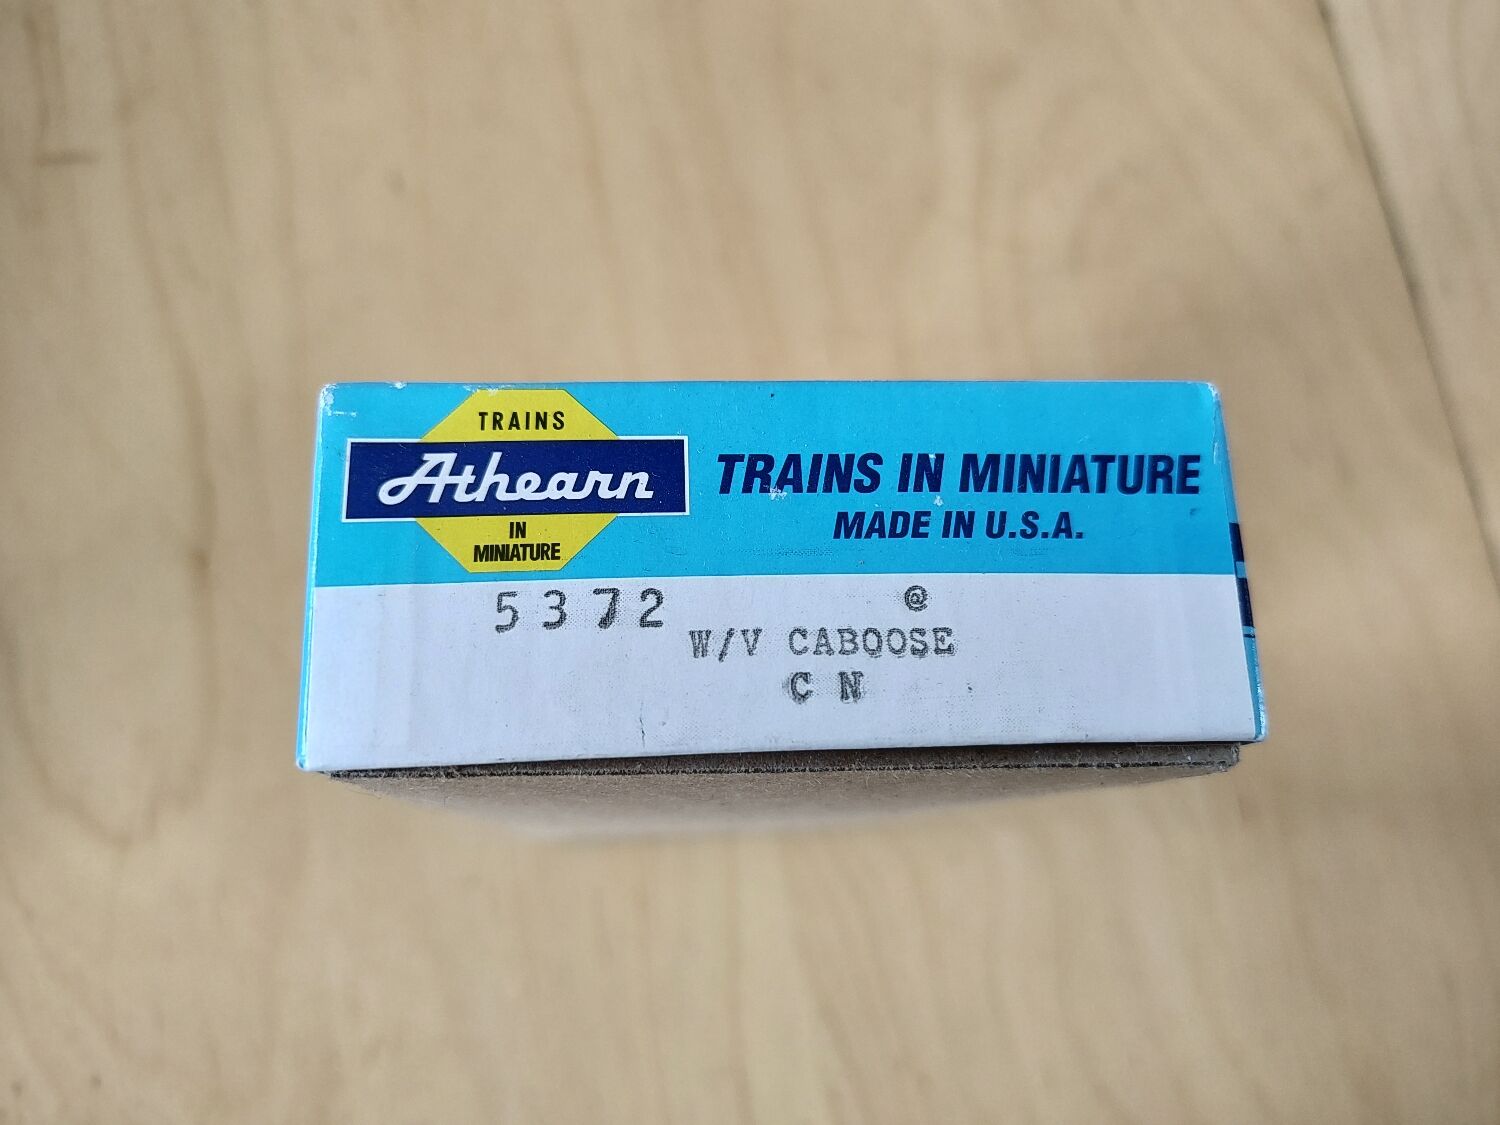 TRAINS
Athearn
IN
MINIATURE
TRAINS IN MINIATURE
MADE IN U.S.A.
5372 @
W/V CABOOSE
C N